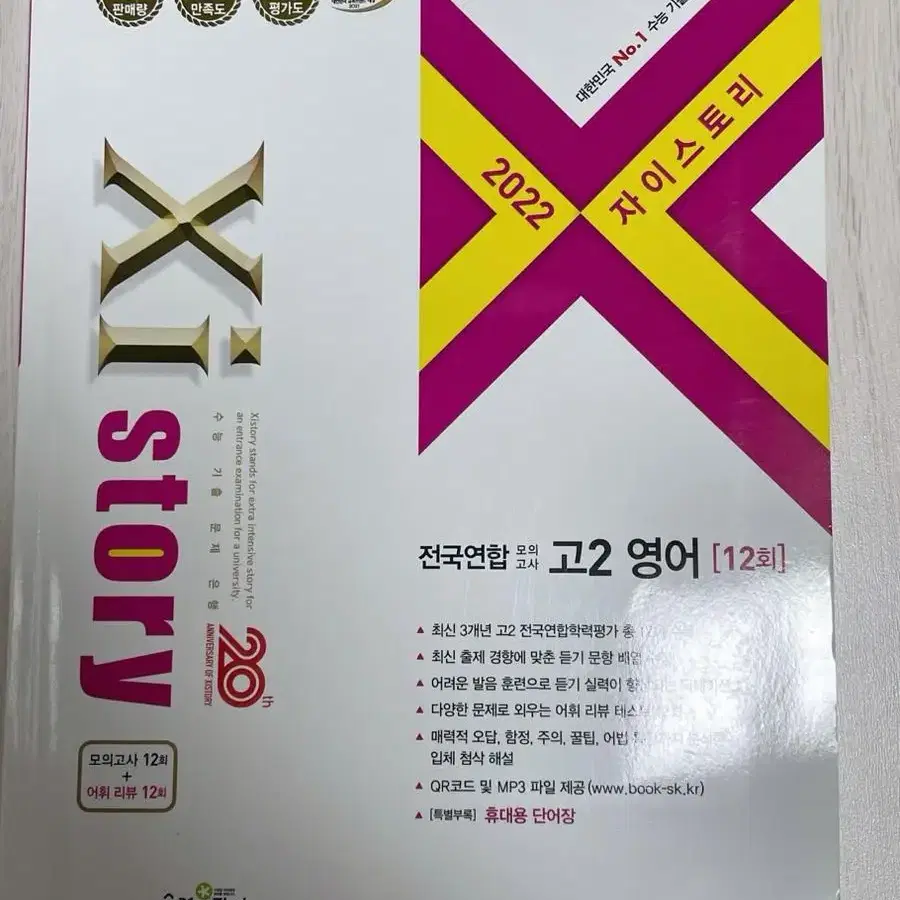 판매량
만족도
평가도
2021
대한민국 No.1 수능
2022
자이스토리
Xi
story
Xistory stands for extra intensive story for
an entrance examination for a university.
수능 기출 문제 은행
20th
ANNIVERSARY OF XISTORY
모의고사 12회
+
어휘 리뷰 12회
전국연합 모의고사 고2 영어 [12회]
▲ 최신 3개년 고2 전국연합학력평가 총
▲ 최신 출제 경향에 맞춘 듣기 문항
▲ 어려운 발음 훈련으로 듣기 실력이
▲ 다양한 문제로 외우는 어휘 리뷰
▲ 매력적 오답, 함정, 주의, 꿀팁, 어법
입체 첨삭 해설
▲ QR코드 및 MP3 파일 제공(www.book-sk.kr)
▲ [특별부록] 휴대용 단어장